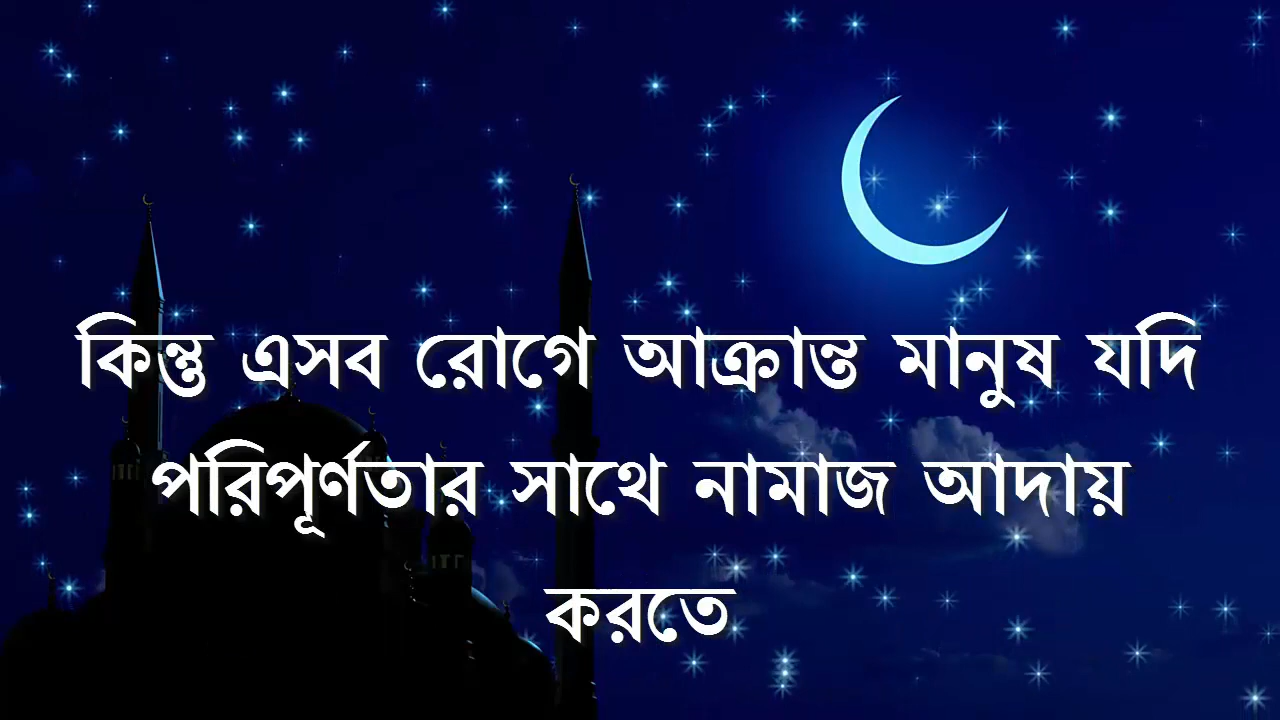 কিন্তু এসব রোগে আক্রান্ত মানুষ যদি
পরিপূর্ণতার সাথে নামাজ আদায়
করতে